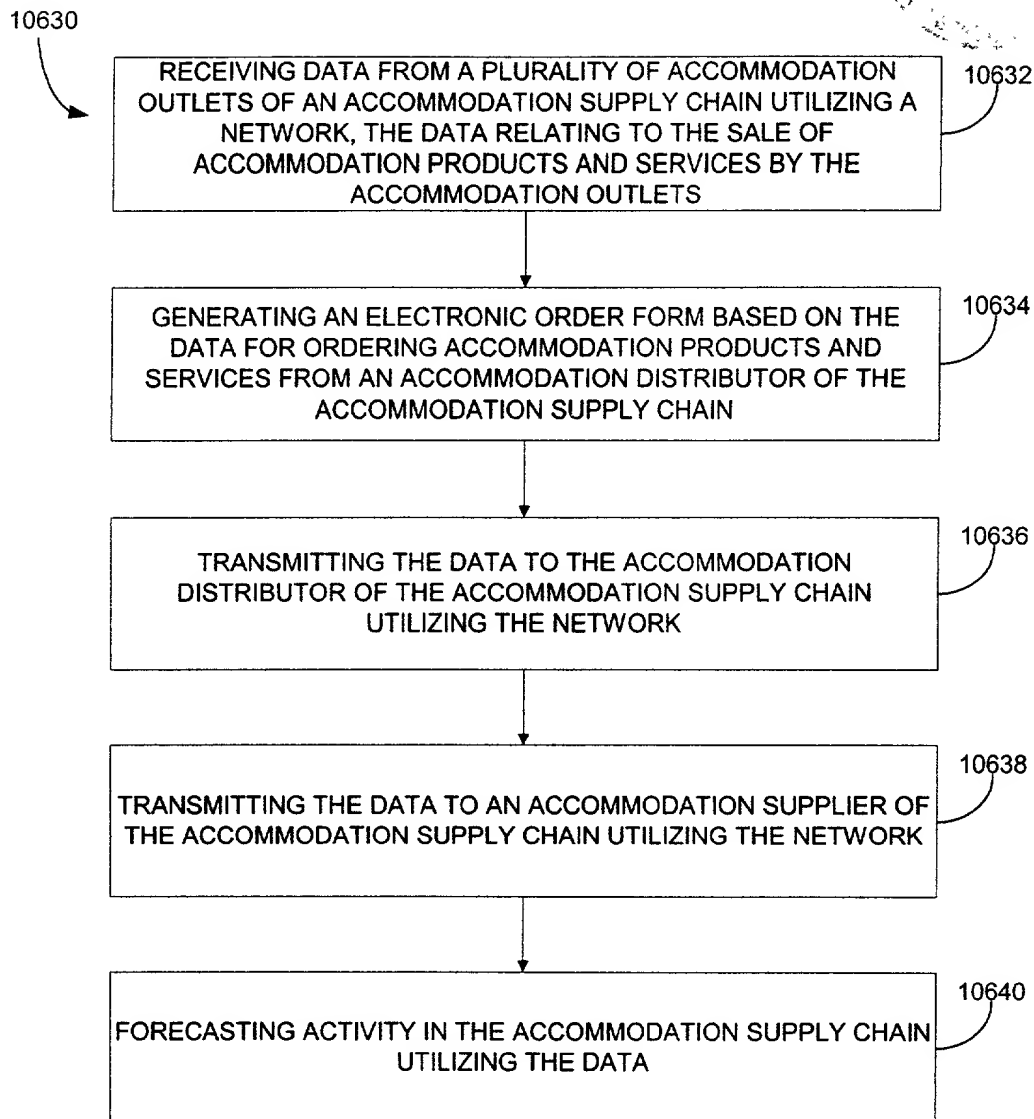 10630
RECEIVING DATA FROM A PLURALITY OF ACCOMMODATION
OUTLETS OF AN ACCOMMODATION SUPPLY CHAIN UTILIZING A
NETWORK, THE DATA RELATING TO THE SALE OF
ACCOMMODATION PRODUCTS AND SERVICES BY THE
ACCOMMODATION OUTLETS
10632
GENERATING AN ELECTRONIC ORDER FORM BASED ON THE
DATA FOR ORDERING ACCOMMODATION PRODUCTS AND
SERVICES FROM AN ACCOMMODATION DISTRIBUTOR OF THE
ACCOMMODATION SUPPLY CHAIN
10634
TRANSMITTING THE DATA TO THE ACCOMMODATION
DISTRIBUTOR OF THE ACCOMMODATION SUPPLY CHAIN
UTILIZING THE NETWORK
10636
TRANSMITTING THE DATA TO AN ACCOMMODATION SUPPLIER OF
THE ACCOMMODATION SUPPLY CHAIN UTILIZING THE NETWORK
10638
FORECASTING ACTIVITY IN THE ACCOMMODATION SUPPLY CHAIN
UTILIZING THE DATA
10640